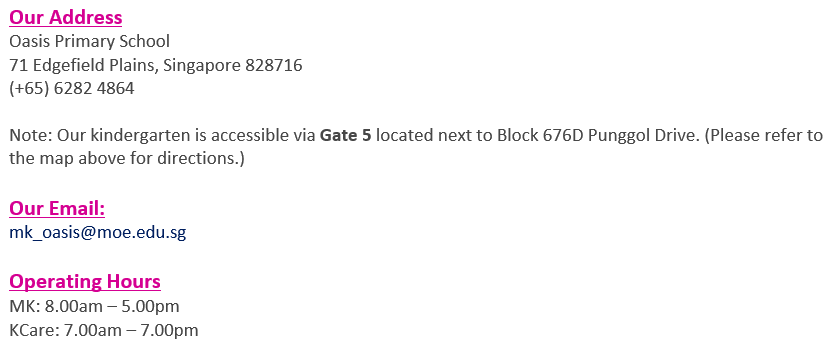 Our Address
Oasis Primary School
71 Edgefield Plains, Singapore 828716
(+65) 6282 4864
Note: Our kindergarten is accessible via Gate 5 located next to Block 676D Punggol Drive. (Please refer to
the map above for directions.)
Our Email:
mk_oasis@moe.edu.sg
Operating Hours
MK: 8.00am – 5.00pm
KCare: 7.00am – 7.00pm